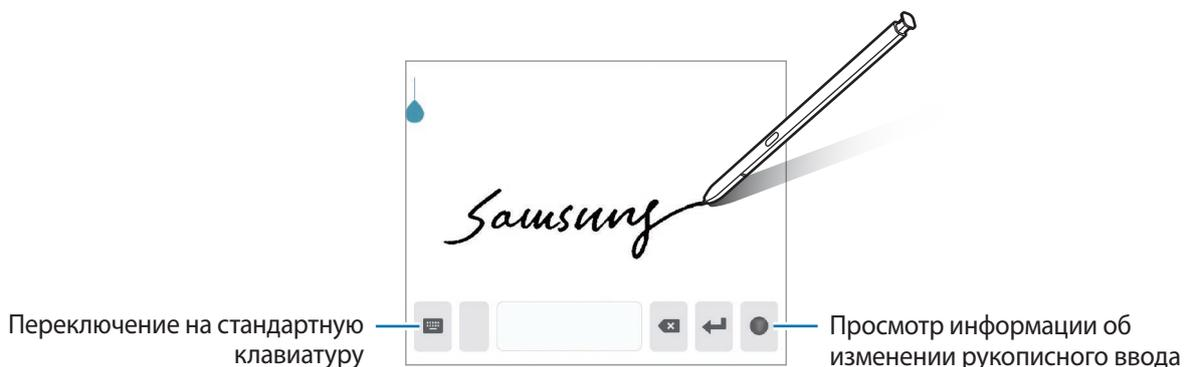 Samsung
Переключение на стандартную
клавиатуру
Просмотр информации об
изменении рукописного ввода